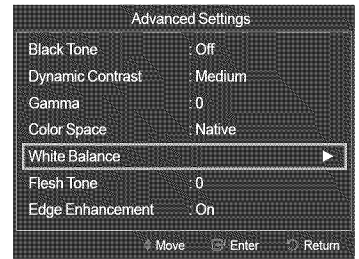 Advanced Settings
Black Tone : Off
Dynamic Contrast : Medium
Gamma : 0
Color Space : Native
White Balance ►
Flesh Tone : 0
Edge Enhancement : On
Move Enter Return